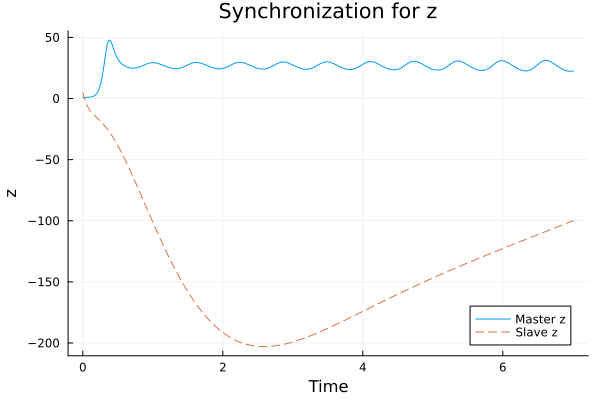 Synchronization for z
z
50
0
−50
−100
−150
−200
0
2
4
6
Time
Master z
Slave z